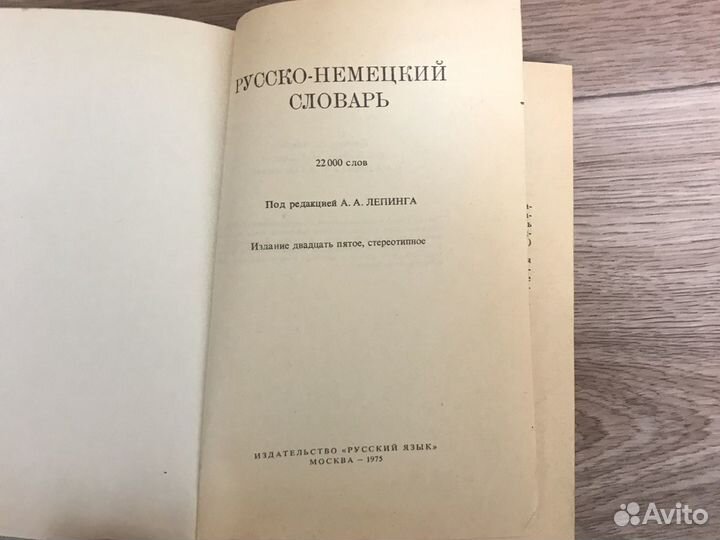 РУССКО-НЕМЕЦКИЙ
СЛОВАРЬ
22 000 слов
Под редакцией А. А. ЛЕПИНГА
Издание двадцать пятое, стереотипное
ИЗДАТЕЛЬСТВО «РУССКИЙ ЯЗЫК»
МОСКВА – 1975
Avito